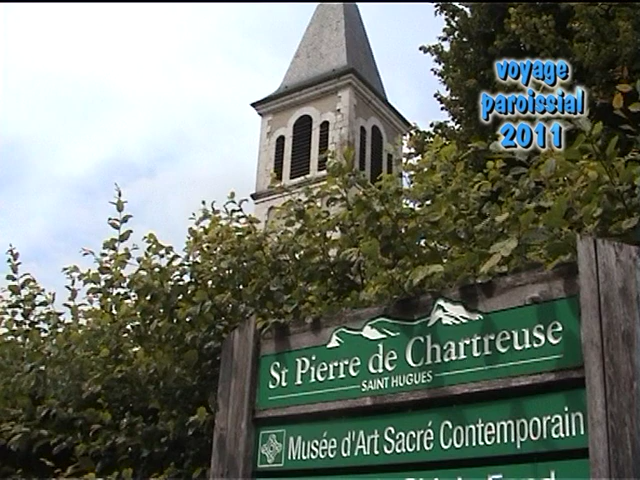 voyage
paroissial
2011
St Pierre de Chartreuse
SAINT HUGUES
Musée d'Art Sacré Contemporain